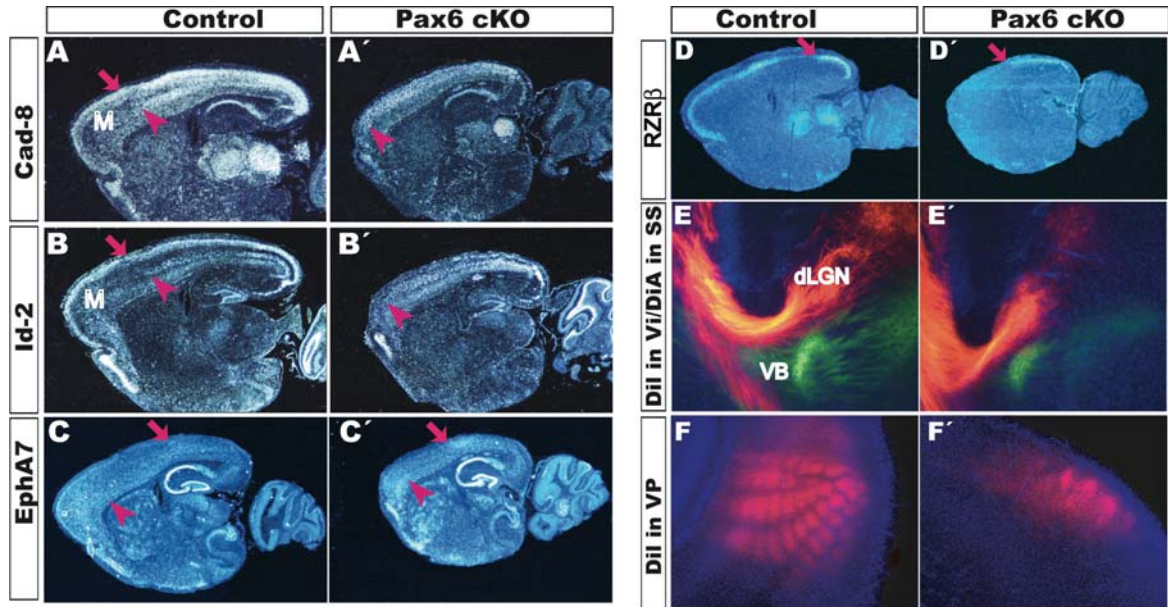 Control
Pax6 cKO
Control
Pax6 cKO
Cad-8
A
M
A´
Id-2
B
M
B´
EphA7
C
C´
RZRβ
D
D´
DiI in Vi/DiA in SS
E
dLGN
VB
E´
DiI in VP
F
F´